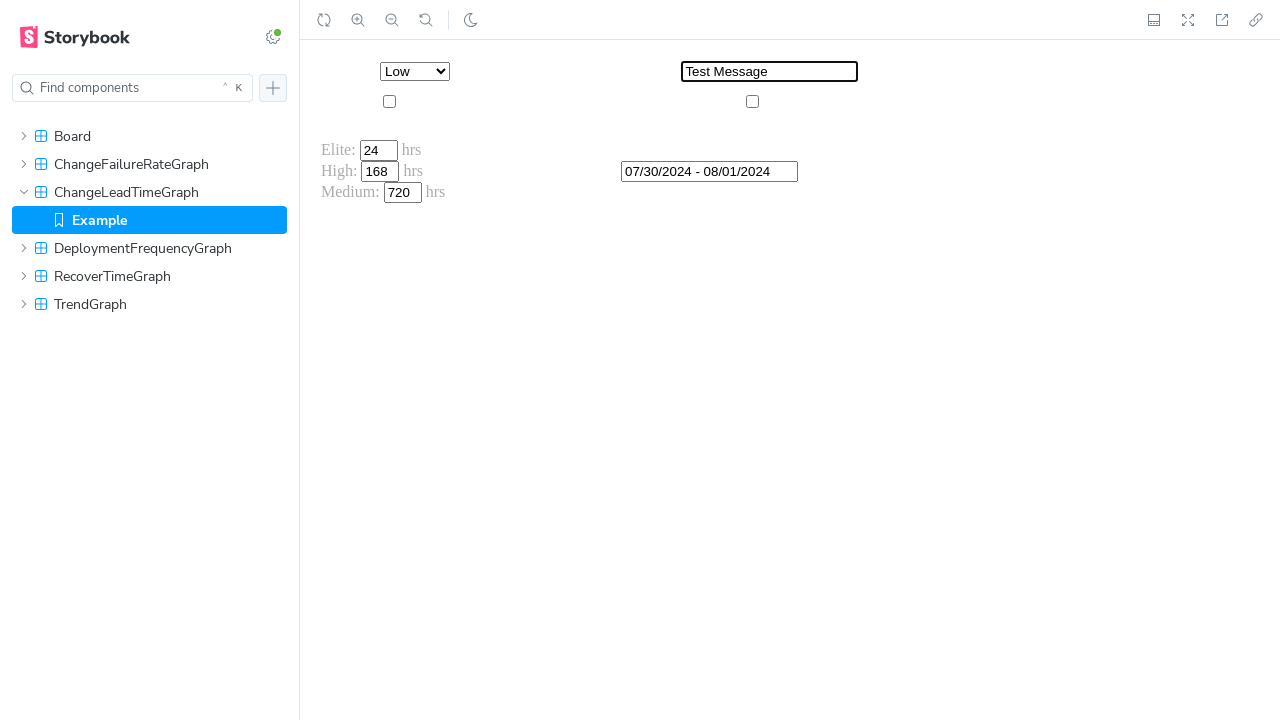 Storybook
Find components
^ K
Board
ChangeFailureRateGraph
ChangeLeadTimeGraph
Example
DeploymentFrequencyGraph
RecoverTimeGraph
TrendGraph
Low
Test Message
Elite: 24 hrs
High: 168 hrs
Medium: 720 hrs
07/30/2024 - 08/01/2024